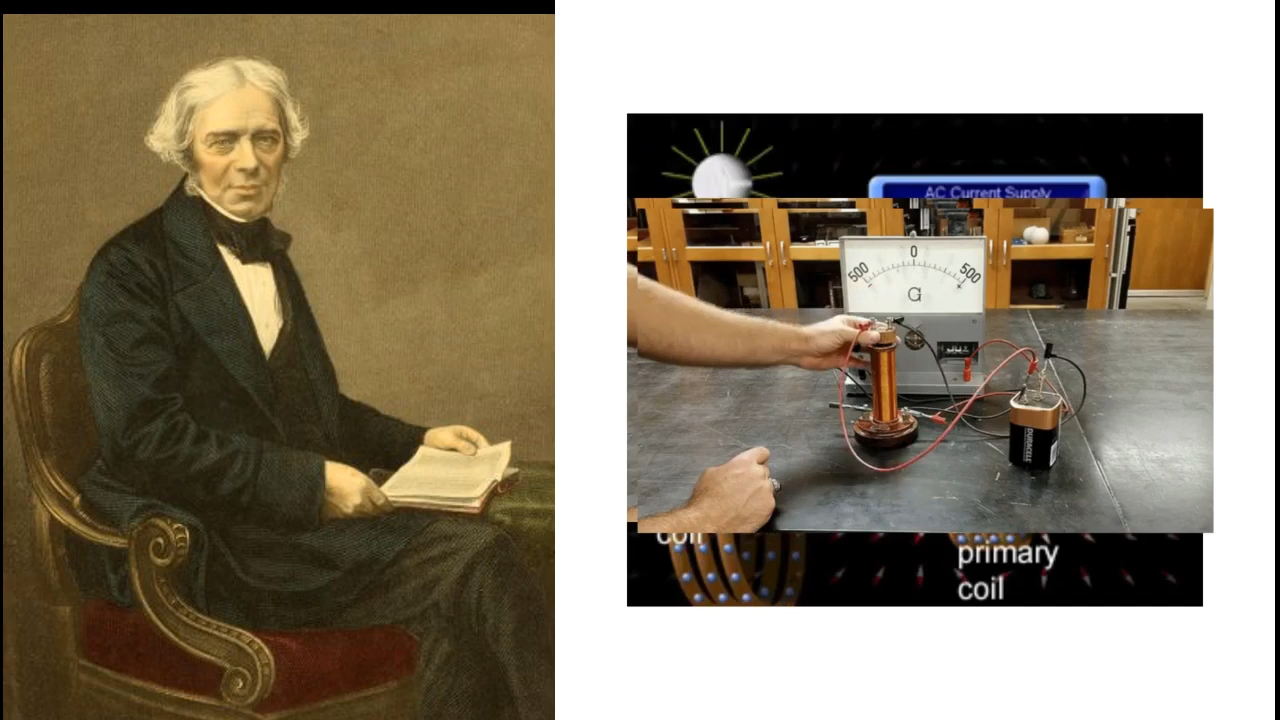 AC Current Supply
0
500 500
- +
G
DURACELL
coil
primary
coil